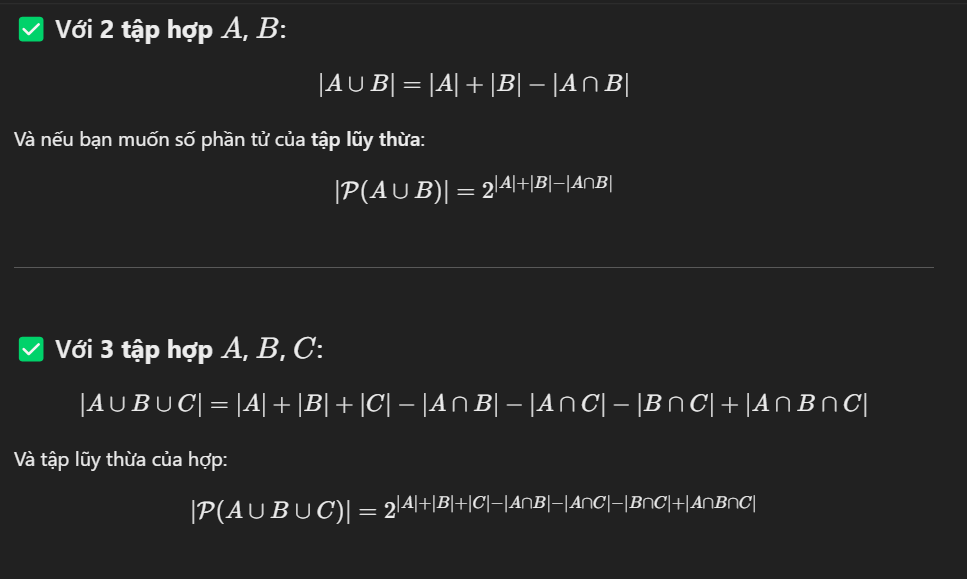 ✅ Với 2 tập hợp A, B:
|A ∪ B| = |A| + |B| − |A ∩ B|
Và nếu bạn muốn số phần tử của tập lũy thừa:
|𝒫(A ∪ B)| = 2^{|A|+|B|−|A∩B|}
✅ Với 3 tập hợp A, B, C:
|A ∪ B ∪ C| = |A| + |B| + |C| − |A ∩ B| − |A ∩ C| − |B ∩ C| + |A ∩ B ∩ C|
Và tập lũy thừa của hợp:
|𝒫(A ∪ B ∪ C)| = 2^{|A|+|B|+|C|−|A∩B|−|A∩C|−|B∩C|+|A∩B∩C|}